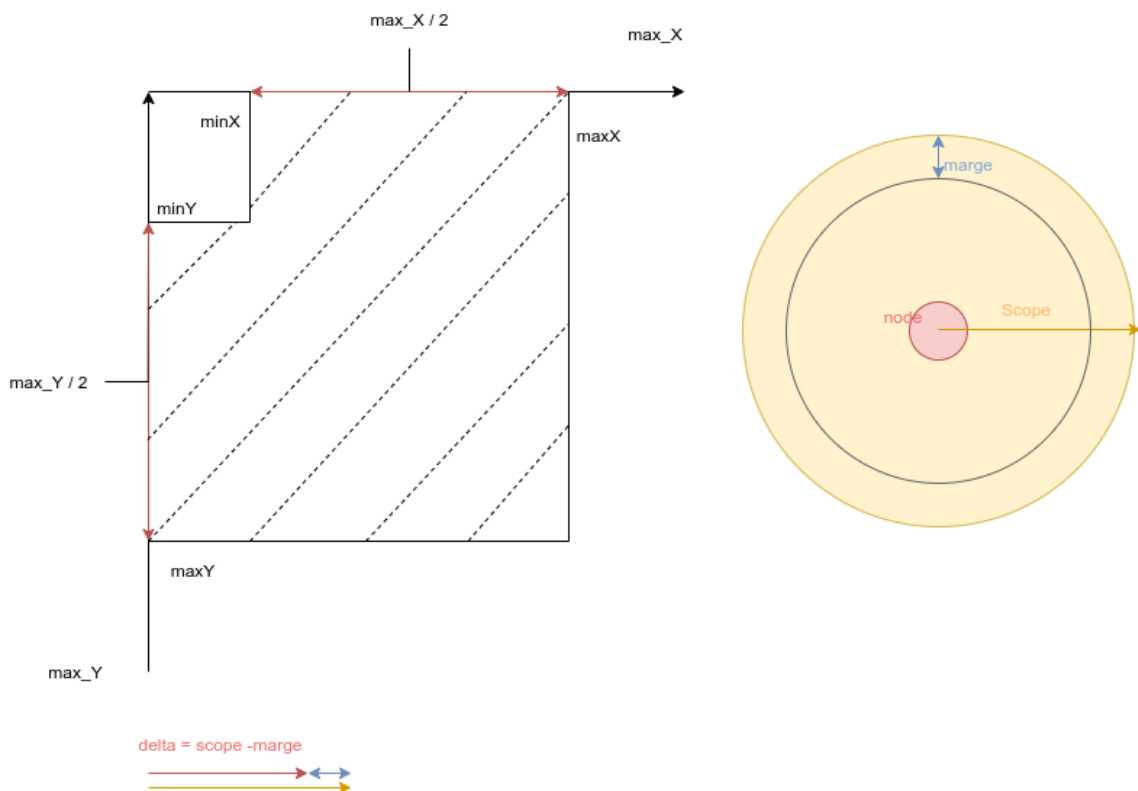 max_X / 2
max_X
minX
maxX
marge
minY
node
Scope
max_Y / 2
maxY
max_Y
delta = scope -marge